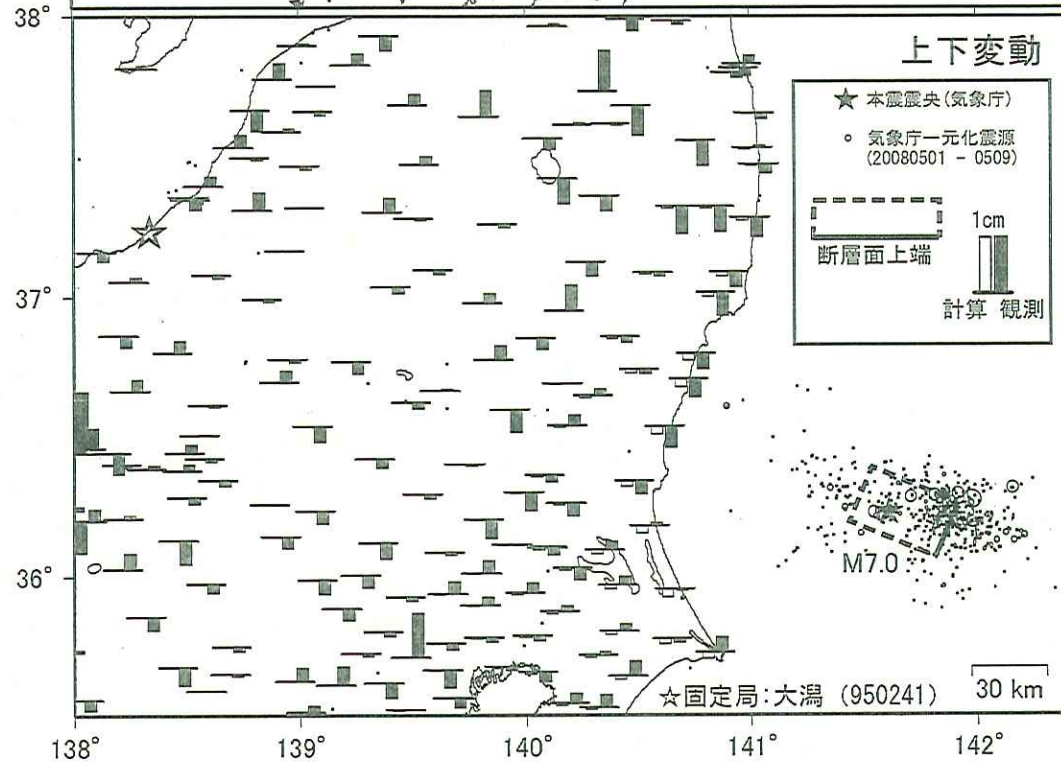 38°
上下変動
本震震央(気象庁)
気象庁一元化震源
(20080501 - 0509)
1cm
断層面上端
計算 観測
37°
M7.0
36°
☆固定局:大潟 (950241)
30 km
138°
139°
140°
141°
142°